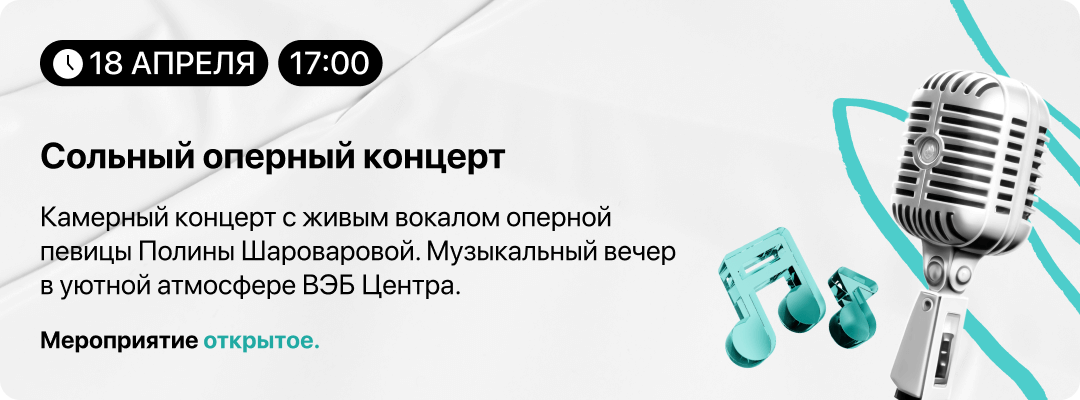 18 АПРЕЛЯ 17:00
Сольный оперный концерт
Камерный концерт с живым вокалом оперной
певицы Полины Шароваровой. Музыкальный вечер
в уютной атмосфере ВЭБ Центра.
Мероприятие открытое.